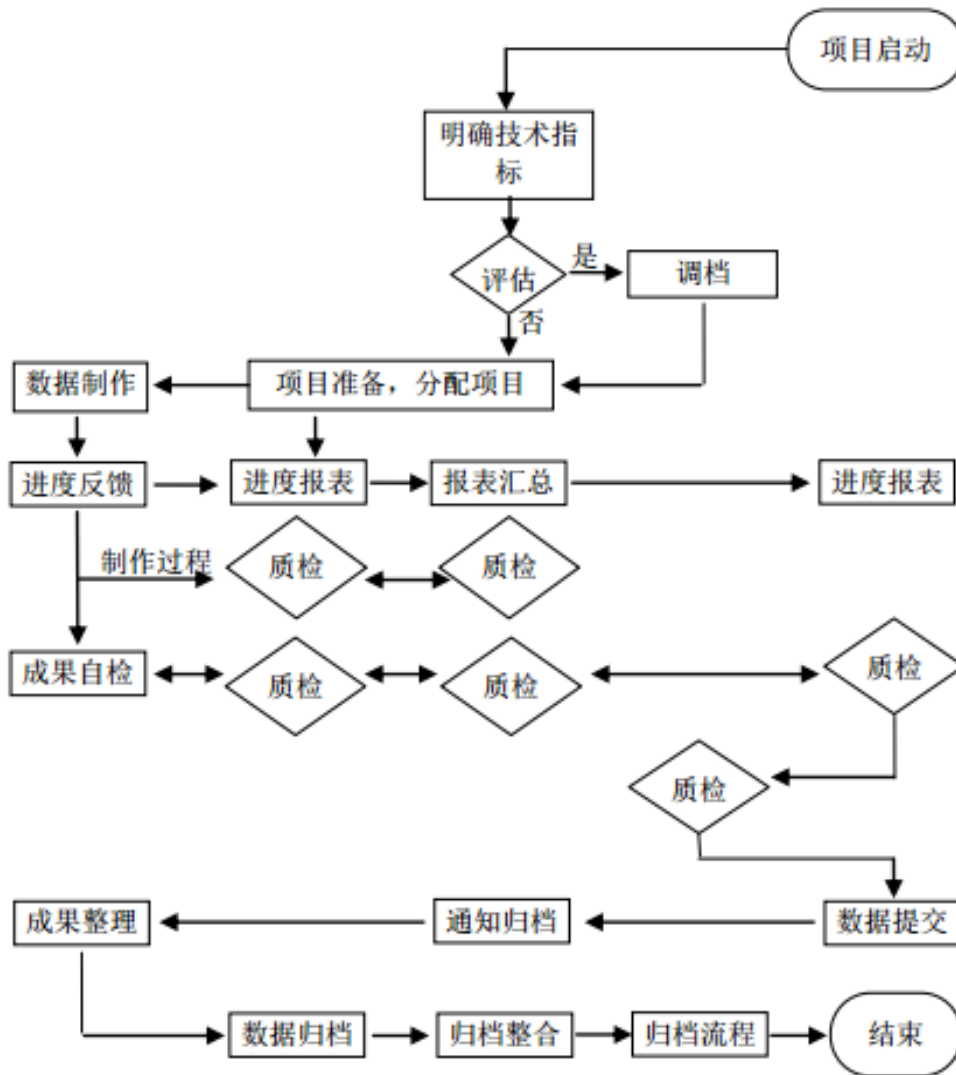 项目启动
明确技术指
标
评估
是
调档
否
数据制作
项目准备，分配项目
进度反馈
进度报表
报表汇总
进度报表
制作过程
质检
质检
成果自检
质检
质检
质检
质检
成果整理
通知归档
数据提交
数据归档
归档整合
归档流程
结束